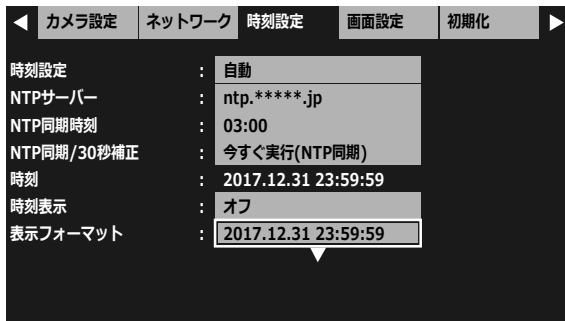 ◀ カメラ設定 ネットワーク 時刻設定 画面設定 初期化 ▶
時刻設定 : 自動
NTPサーバー : ntp.*****.jp
NTP同期時刻 : 03:00
NTP同期/30秒補正 : 今すぐ実行(NTP同期)
時刻 : 2017.12.31 23:59:59
時刻表示 : オフ
表示フォーマット : 2017.12.31 23:59:59
▼